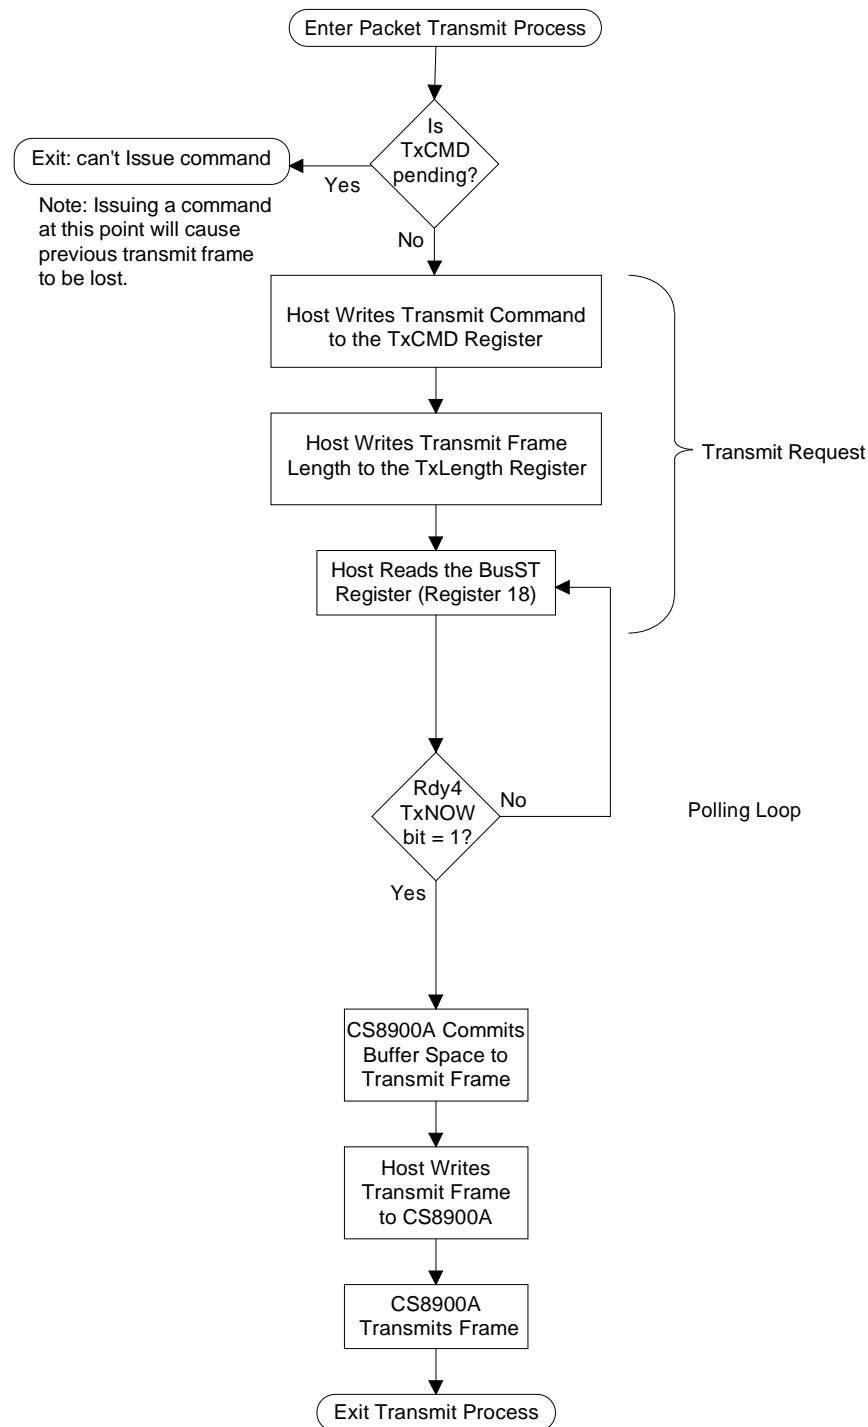 Enter Packet Transmit Process
Is
TxCMD
pending?
Exit: can't Issue command
Yes
Note: Issuing a command
at this point will cause
previous transmit frame
to be lost.
No
Host Writes Transmit Command
to the TxCMD Register
Host Writes Transmit Frame
Length to the TxLength Register
Transmit Request
Host Reads the BusST
Register (Register 18)
Rdy4
TxNOW
bit = 1?
No
Polling Loop
Yes
CS8900A Commits
Buffer Space to
Transmit Frame
Host Writes
Transmit Frame
to CS8900A
CS8900A
Transmits Frame
Exit Transmit Process